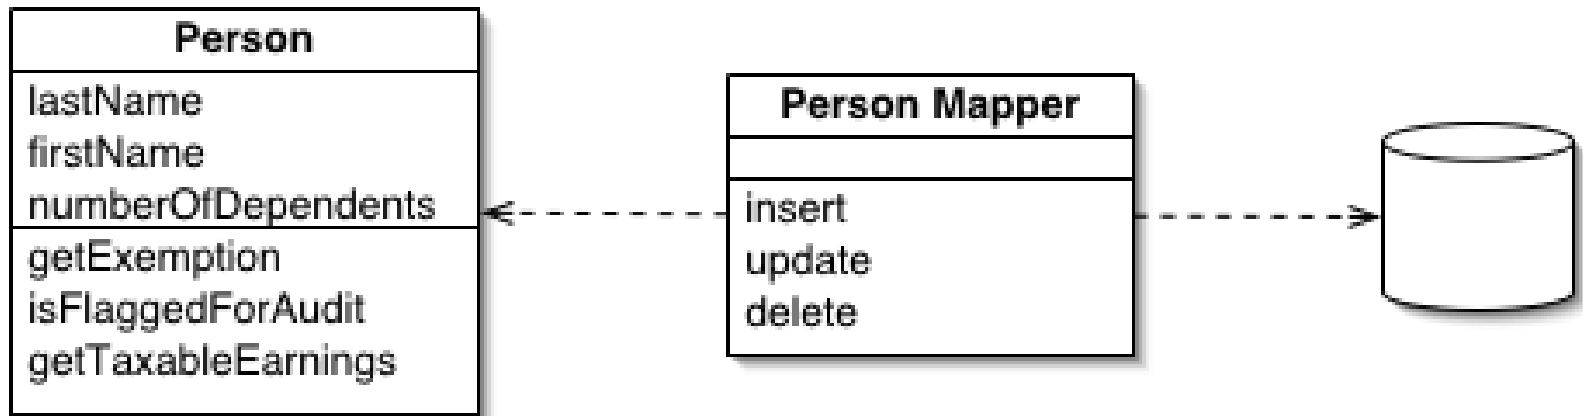 Person
lastName
firstName
numberOfDependents
getExemption
isFlaggedForAudit
getTaxableEarnings
Person Mapper
insert
update
delete